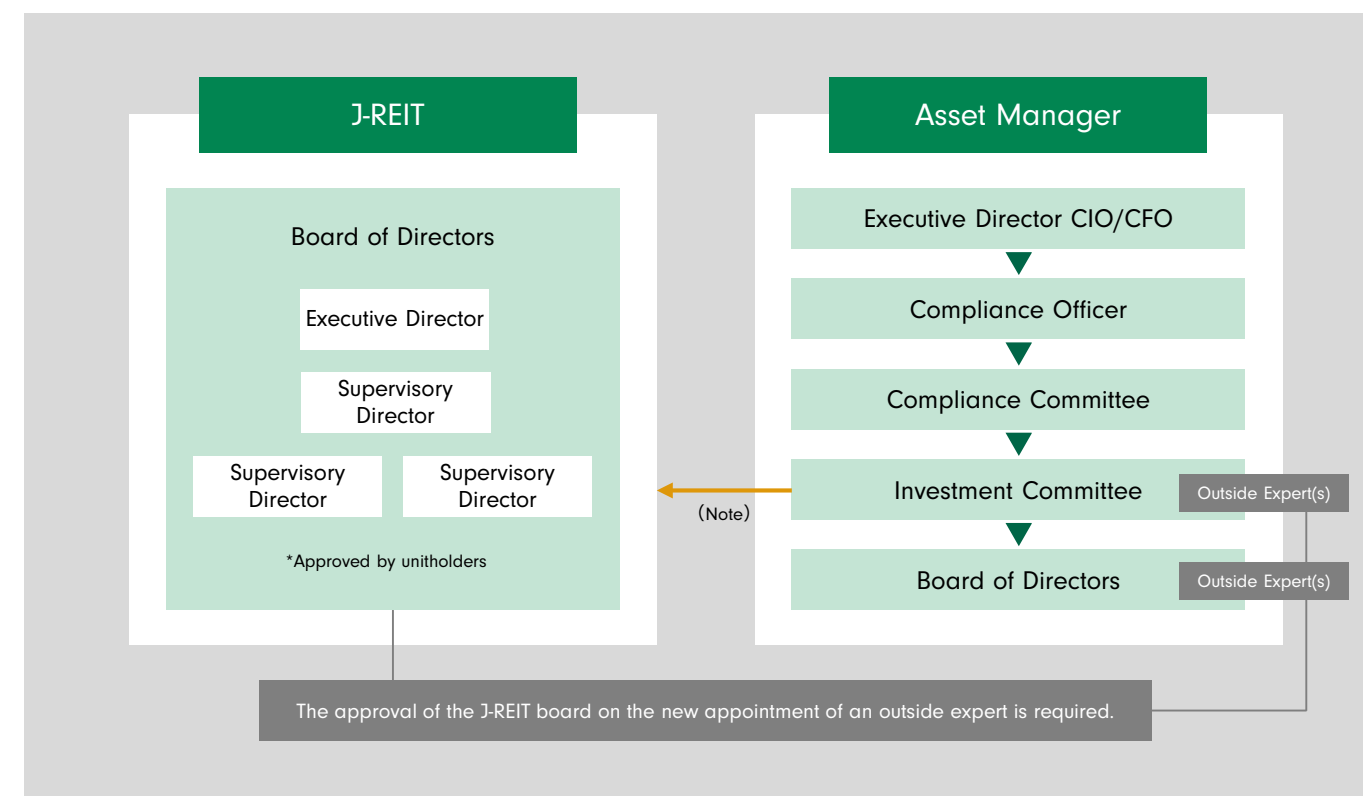 J-REIT
Board of Directors
Executive Director
Supervisory
Director
Supervisory
Director
Supervisory
Director
*Approved by unitholders
(Note)
Asset Manager
Executive Director CIO/CFO
Compliance Officer
Compliance Committee
Investment Committee
Outside Expert(s)
Board of Directors
Outside Expert(s)
The approval of the J-REIT board on the new appointment of an outside expert is required.